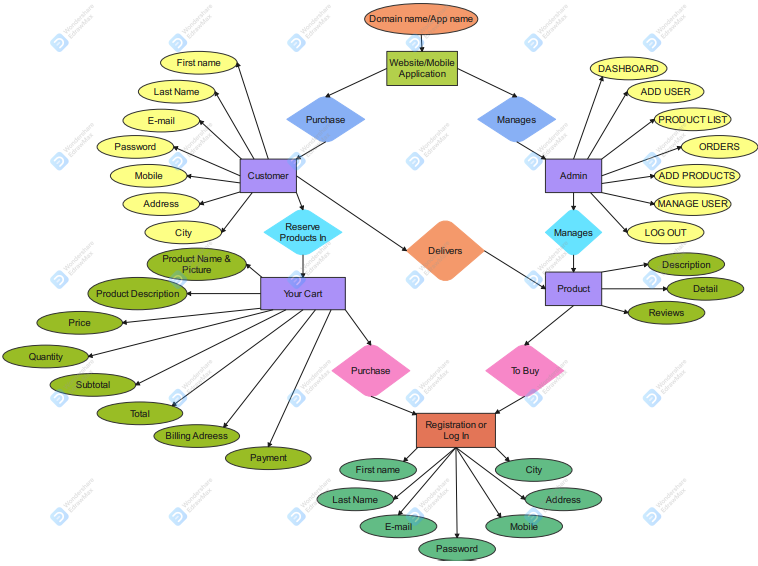 Domain name/App name
Website/Mobile
Application
First name
DASHBOARD
Last Name
ADD USER
E-mail
Purchase
Manages
PRODUCT LIST
Password
ORDERS
Mobile
Customer
Admin
ADD PRODUCTS
Address
MANAGE USER
City
Reserve
Products In
Manages
LOG OUT
Delivers
Product Name &
Picture
Description
Product Description
Your Cart
Product
Detail
Price
Reviews
Quantity
Purchase
To Buy
Subtotal
Total
Registration or
Log In
Billing Adreess
Payment
First name
City
Last Name
Address
E-mail
Mobile
Password
Wondershare
EdrawMax